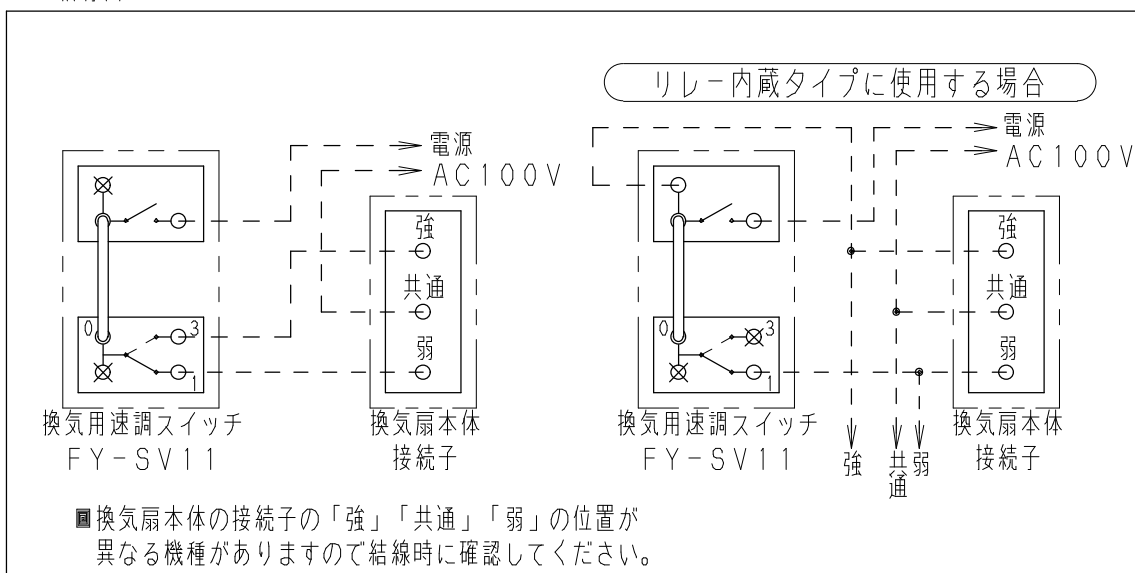 リレー内蔵タイプに使用する場合
電源
AC100V
強
共通
弱
0
3
1
換気用速調スイッチ
FY-SV11
換気扇本体
接続子
電源
AC100V
強
共通
弱
0
3
1
換気用速調スイッチ
FY-SV11
強
共通
弱
換気扇本体
接続子
換気扇本体の接続子の「強」「共通」「弱」の位置が
異なる機種がありますので結線時に確認してください。